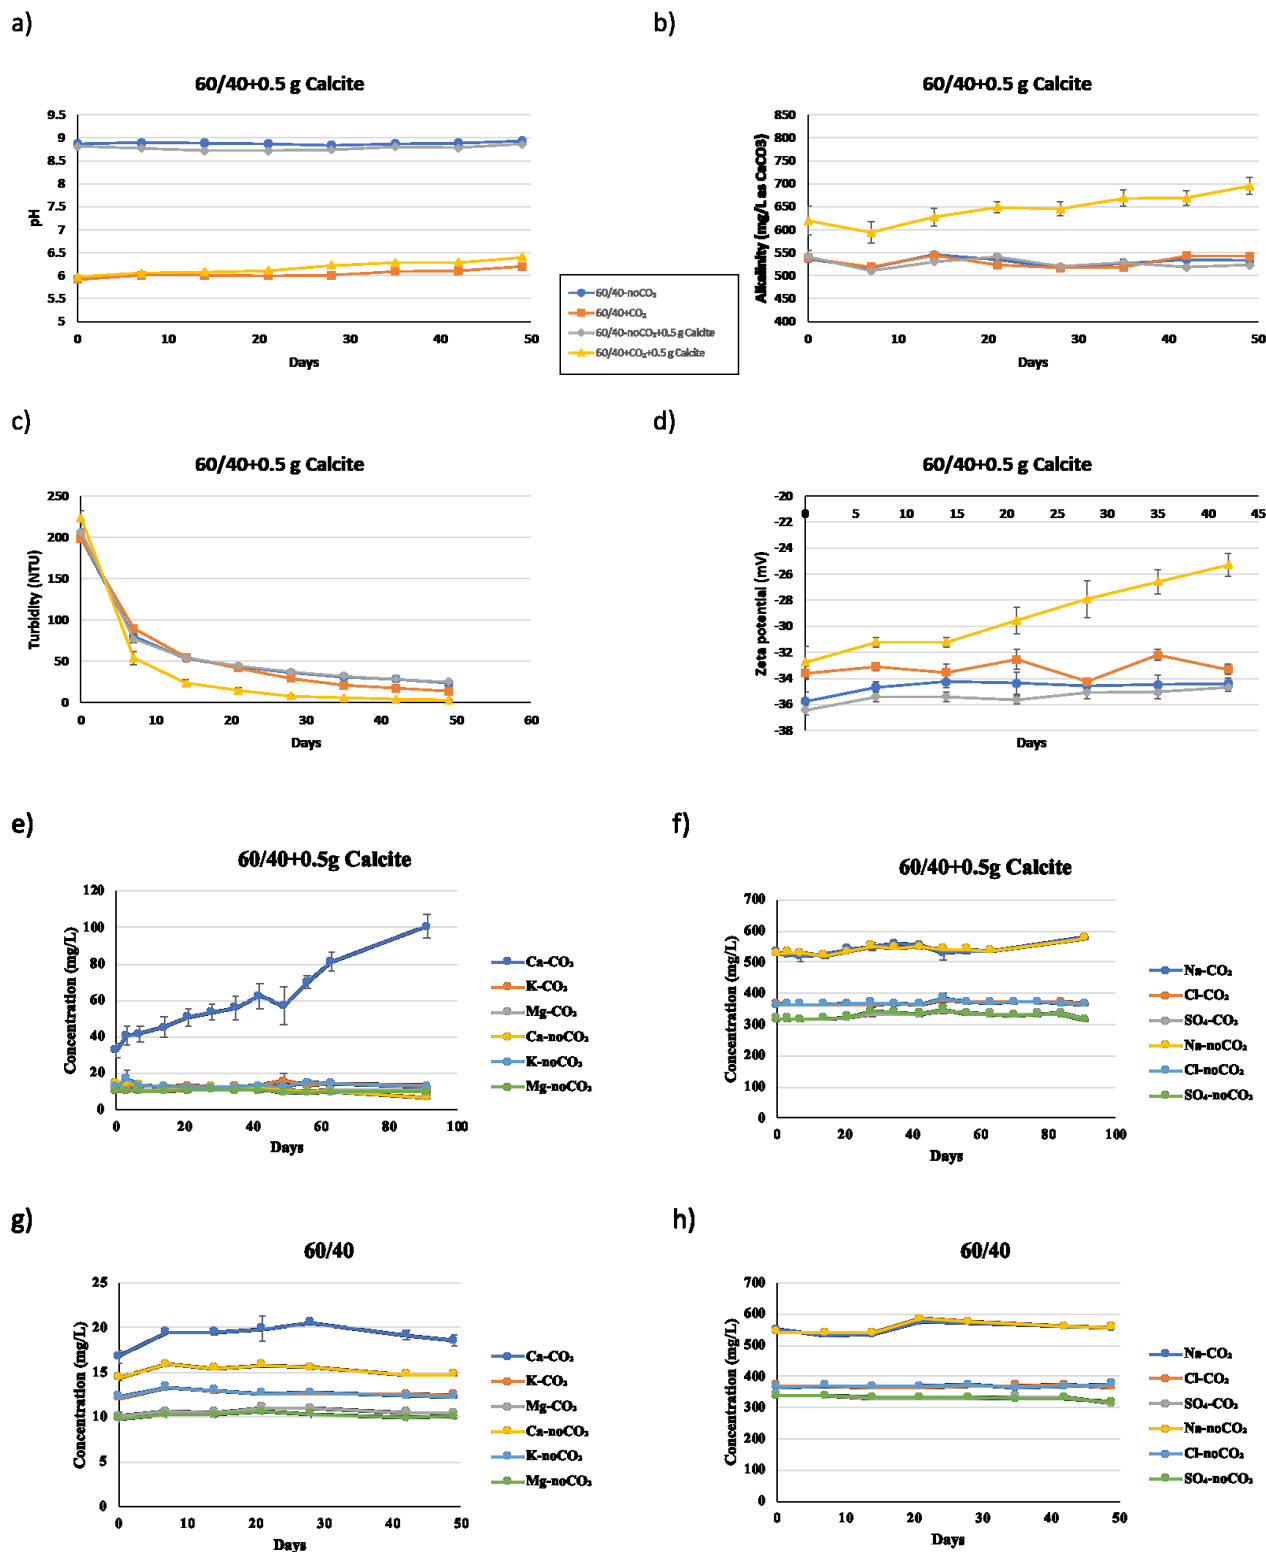 a)
60/40+0.5 g Calcite
pH
9.5
9
8.5
8
7.5
7
6.5
6
5.5
5
0 10 20 30 40 50
Days
b)
60/40+0.5 g Calcite
Alkalinity (mg/L as CaCO3)
850
800
750
700
650
600
550
500
450
400
0 10 20 30 40 50
Days
60/40-noCO₂
60/40+CO₂
60/40-noCO₂+0.5 g Calcite
60/40+CO₂+0.5 g Calcite
c)
60/40+0.5 g Calcite
Turbidity (NTU)
250
200
150
100
50
0
0 10 20 30 40 50 60
Days
d)
60/40+0.5 g Calcite
Zeta potential (mV)
-20
-22
-24
-26
-28
-30
-32
-34
-36
-38
0 5 10 15 20 25 30 35 40 45
Days
e)
60/40+0.5g Calcite
Concentration (mg/L)
120
100
80
60
40
20
0
0 20 40 60 80 100
Days
Ca-CO₂
K-CO₂
Mg-CO₂
Ca-noCO₂
K-noCO₂
Mg-noCO₂
f)
60/40+0.5g Calcite
Concentration (mg/L)
700
600
500
400
300
200
100
0
0 20 40 60 80 100
Days
Na-CO₂
Cl-CO₂
SO₄-CO₂
Na-noCO₂
Cl-noCO₂
SO₄-noCO₂
g)
60/40
Concentration (mg/L)
25
20
15
10
5
0
0 10 20 30 40 50
Days
Ca-CO₂
K-CO₂
Mg-CO₂
Ca-noCO₂
K-noCO₂
Mg-noCO₂
h)
60/40
Concentration (mg/L)
700
600
500
400
300
200
100
0
0 10 20 30 40 50
Days
Na-CO₂
Cl-CO₂
SO₄-CO₂
Na-noCO₂
Cl-noCO₂
SO₄-noCO₂